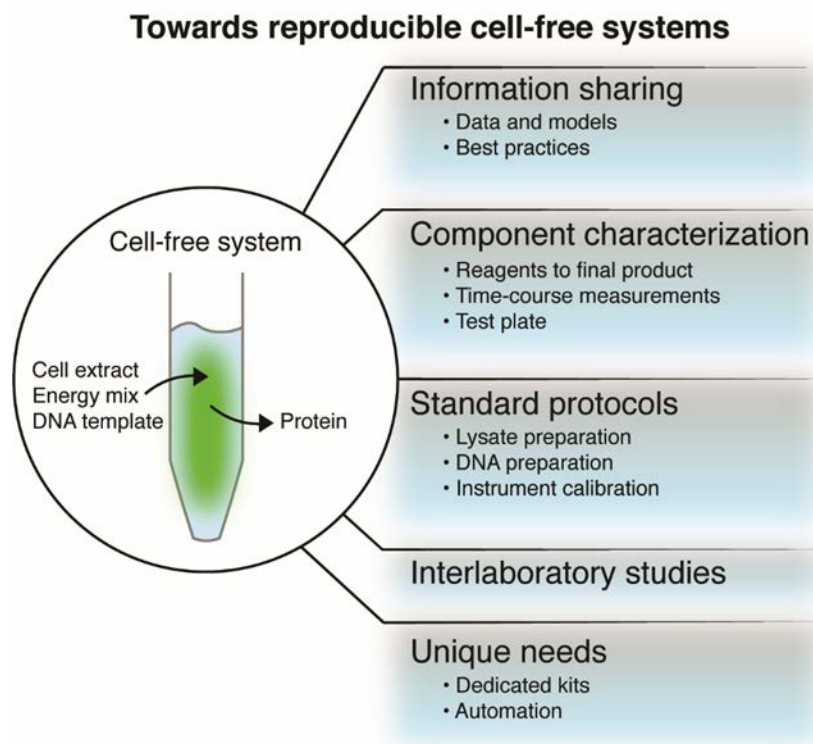 Towards reproducible cell-free systems
Information sharing
• Data and models
• Best practices
Cell-free system
Cell extract
Energy mix
DNA template
Protein
Component characterization
• Reagents to final product
• Time-course measurements
• Test plate
Standard protocols
• Lysate preparation
• DNA preparation
• Instrument calibration
Interlaboratory studies
Unique needs
• Dedicated kits
• Automation